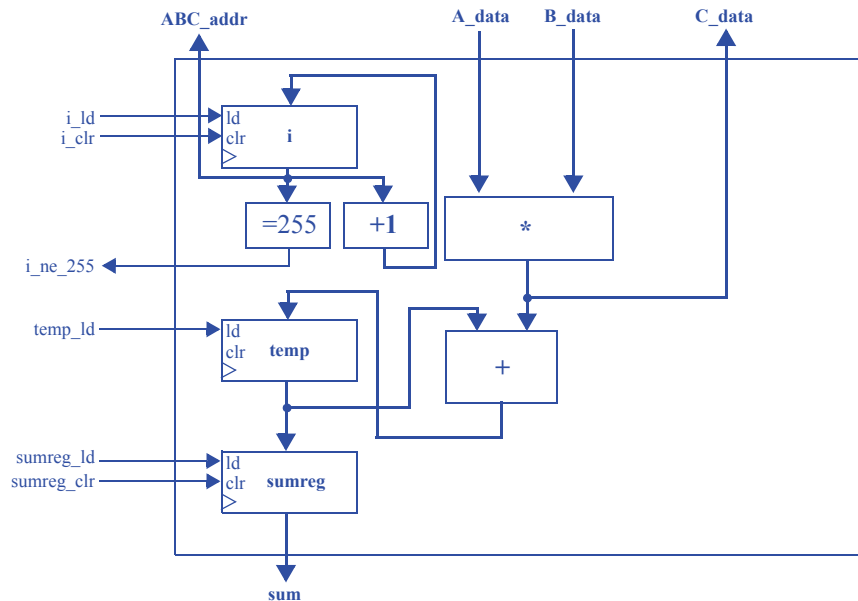 ABC_addr
A_data
B_data
C_data
i_ld
i_clr
ld
clr
i
=255
+1
*
i_ne_255
temp_ld
ld
clr
temp
+
sumreg_ld
sumreg_clr
ld
clr
sumreg
sum